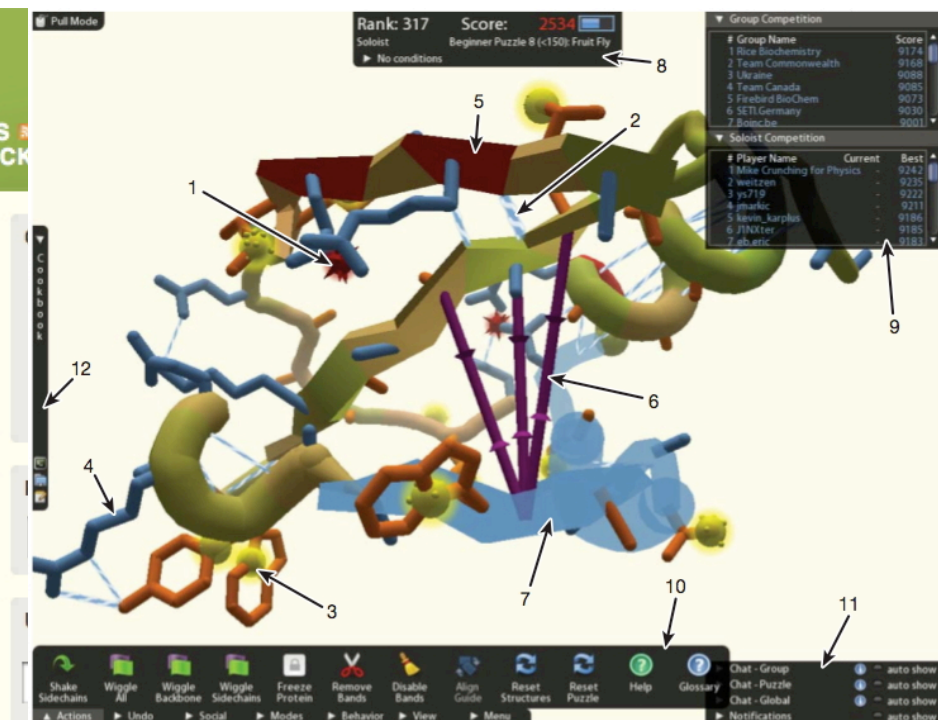 Pull Mode
Rank: 317 Score: 2534
Soloist Beginner Puzzle 8 (<150): Fruit Fly
▶ No conditions
▼ Group Competition
# Group Name Score
1 Rice Biochemistry 9174
2 Team Commonwealth 9168
3 Ukraine 9088
4 Team Canada 9085
5 Firebird BioChem 9073
6 SETI.Germany 9030
7 Boinc.be 9001
▼ Soloist Competition
# Player Name Current Best
1 Mike Crunching for Physics - 9242
2 weitzen - 9235
3 ys719 - 9222
4 jmarkic - 9211
5 kevin_karplus - 9186
6 J1NXter - 9185
7 eb.eric - 9183
S
CK
▼ Cookbook
8
5
2
1
9
12
6
4
3
7
10
11
Shake Sidechains
Wiggle All
Wiggle Backbone
Wiggle Sidechains
Freeze Protein
Remove Bands
Disable Bands
Align Guide
Reset Structures
Reset Puzzle
Help
Glossary
▲ Actions ▶ Undo ▶ Social ▶ Modes ▶ Behavior ▶ View ▶ Menu
Chat - Group auto show
Chat - Puzzle auto show
Chat - Global auto show
Notifications auto show